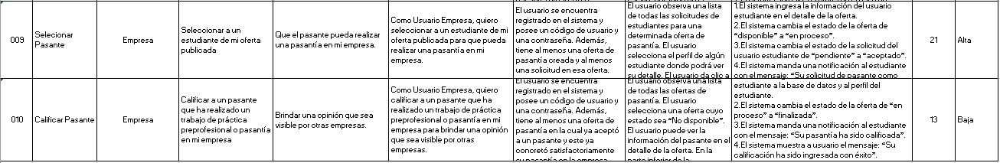 009
Seleccionar
Pasante
Empresa
Seleccionar a un
estudiante de mi oferta
publicada
Que el pasante pueda realizar
una pasantía en mi empresa.
Como Usuario Empresa, quiero
seleccionar a un estudiante de mi
oferta publicada para que pueda
realizar una pasantía en mi
empresa.
El usuario se encuentra
registrado en el sistema y
posee un código de usuario y
una contraseña. Además,
tiene al menos una oferta de
pasantía creada y al menos
una solicitud en esa oferta.
El usuario observa una lista
de todas las solicitudes de
estudiantes para una
determinada oferta de
pasantía. El usuario
selecciona el perfil de algún
estudiante donde podrá ver
su detalle. El usuario da clic a
1.El sistema ingresa la información del usuario
estudiante en el detalle de la oferta.
2.El sistema cambia el estado de la oferta de
“disponible” a “en proceso”.
3.El sistema cambia el estado de la solicitud del
usuario estudiante de “pendiente” a “aceptado”.
4.El sistema manda una notificación al estudiante
con el mensaje: “Su solicitud de pasante como
21
Alta
010
Calificar Pasante
Empresa
Calificar a un pasante
que ha realizado un
trabajo de práctica
preprofesional o pasantía
en mi empresa
Brindar una opinión que sea
visible por otras empresas.
Como Usuario Empresa, quiero
calificar a un pasante que ha
realizado un trabajo de práctica
preprofesional o pasantía en mi
empresa para brindar una opinión
que sea visible por otras
empresas.
El usuario se encuentra
registrado en el sistema y
posee un código de usuario y
una contraseña. Además,
tiene al menos una oferta de
pasantía en la cual ya aceptó
a un pasante y este ya
concretó satisfactoriamente
su pasantía en la empresa
El usuario observa una lista
de todas las ofertas de
pasantía. El usuario
selecciona una oferta cuyo
estado sea “No disponible”.
El usuario puede ver la
información del pasante en el
detalle de la oferta. En la
parte inferior de la
estudiante a la base de datos y al perfil del
estudiante.
2.El sistema cambia el estado de la oferta de “en
proceso” a “finalizada”.
3.El sistema manda una notificación al estudiante
con el mensaje: “Su pasantía ha sido calificada”.
4.El sistema muestra a usuario el mensaje: “Su
calificación ha sido ingresada con éxito”.
13
Baja